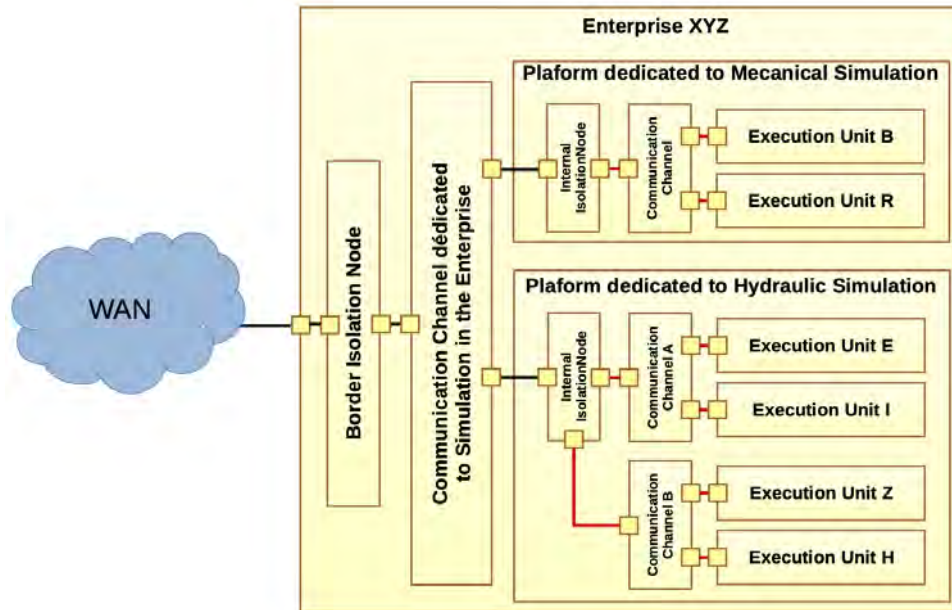 Enterprise XYZ
WAN
Border Isolation Node
Communication Channel dédicated
to Simulation in the Enterprise
Plaform dedicated to Mecanical Simulation
Internal
IsolationNode
Communication
Channel
Execution Unit B
Execution Unit R
Plaform dedicated to Hydraulic Simulation
Internal
IsolationNode
Communication
Channel A
Execution Unit E
Execution Unit I
Communication
Channel B
Execution Unit Z
Execution Unit H